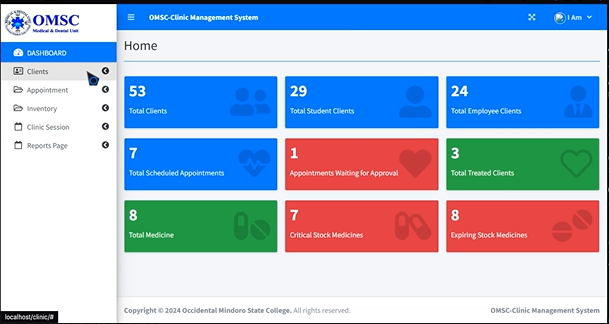 OMSC
Medical & Dental Unit
OMSC-Clinic Management System
I Am
DASHBOARD
Clients
Appointment
Inventory
Clinic Session
Reports Page
Home
53
Total Clients
29
Total Student Clients
24
Total Employee Clients
7
Total Scheduled Appointments
1
Appointments Waiting for Approval
3
Total Treated Clients
8
Total Medicine
7
Critical Stock Medicines
8
Expiring Stock Medicines
Copyright © 2024 Occidental Mindoro State College. All rights reserved.
OMSC-Clinic Management System
localhost/clinic/#